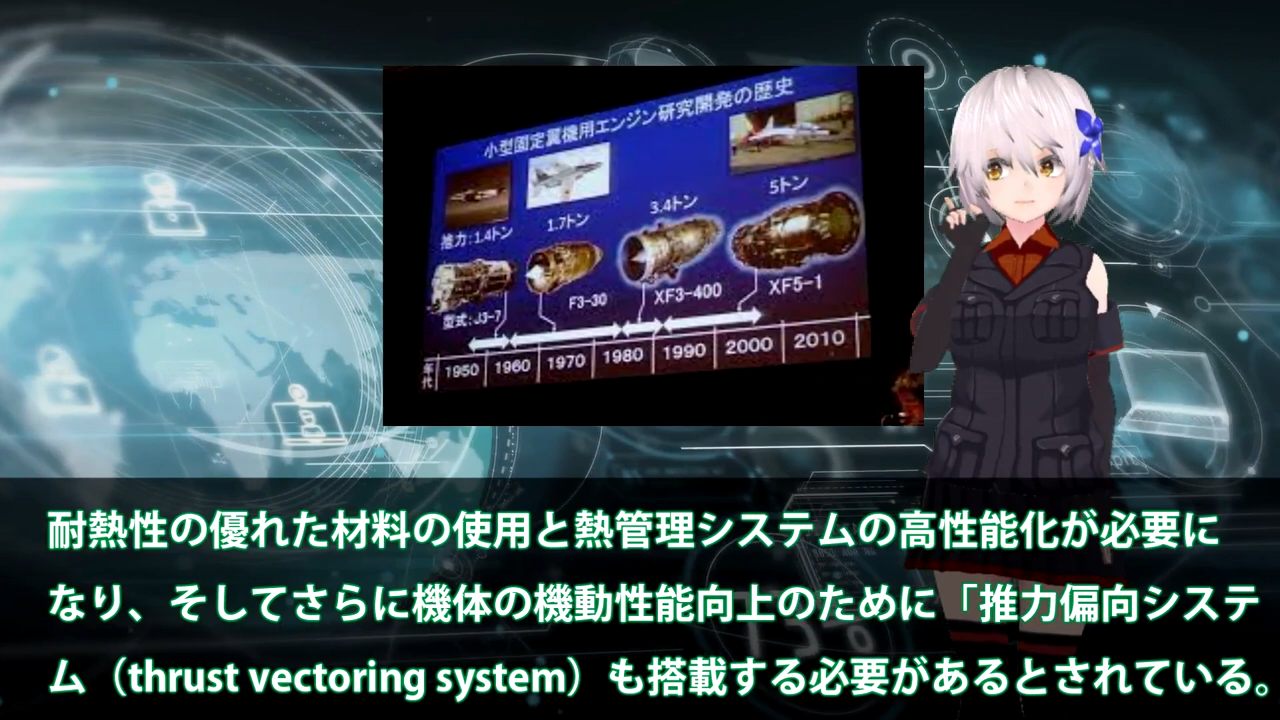 小型固定翼機用エンジン研究開発の歴史
推力:1.4トン
1.7トン
3.4トン
5トン
型式:J3-7
F3-30
XF3-400
XF5-1
年代
1950
1960
1970
1980
1990
2000
2010
耐熱性の優れた材料の使用と熱管理システムの高性能化が必要に
なり、そしてさらに機体の機動性能向上のために「推力偏向システ
ム（thrust vectoring system）も搭載する必要があるとされている。